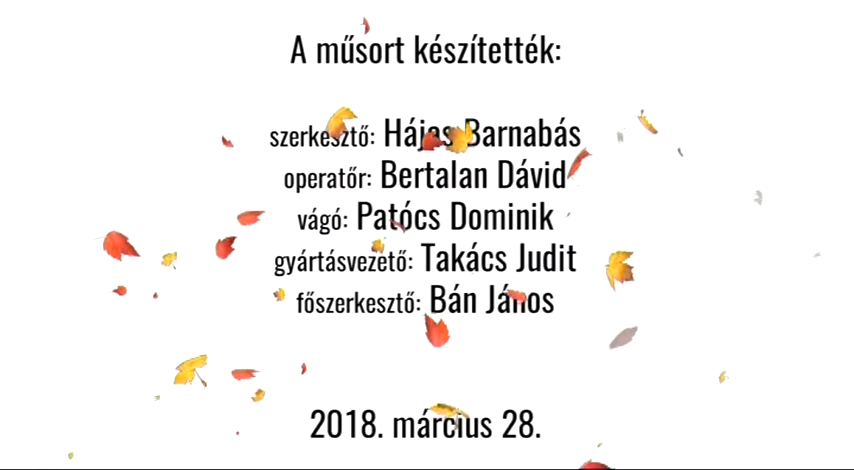 A műsort készítették:
szerkesztő: Hájas Barnabás
operatőr: Bertalan Dávid
vágó: Patócs Dominik
gyártásvezető: Takács Judit
főszerkesztő: Bán János
2018. március 28.